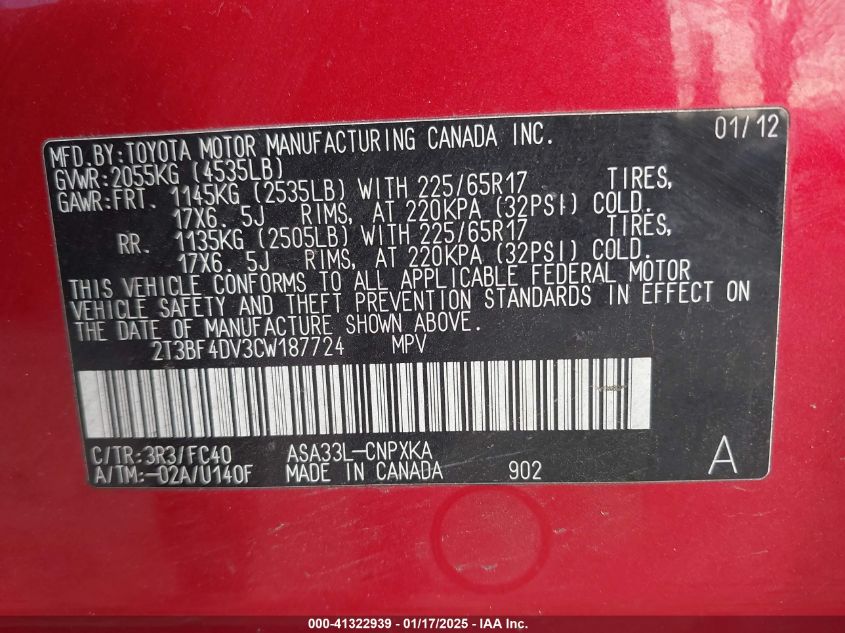 MFD.BY:TOYOTA MOTOR MANUFACTURING CANADA INC. 01/12
GVWR:2055KG (4535LB)
GAWR:FRT. 1145KG (2535LB) WITH 225/65R17 TIRES,
17X6. 5J RIMS, AT 220KPA (32PSI) COLD.
RR. 1135KG (2505LB) WITH 225/65R17 TIRES,
17X6. 5J RIMS, AT 220KPA (32PSI) COLD.
THIS VEHICLE CONFORMS TO ALL APPLICABLE FEDERAL MOTOR
VEHICLE SAFETY AND THEFT PREVENTION STANDARDS IN EFFECT ON
THE DATE OF MANUFACTURE SHOWN ABOVE.
2T3BF4DV3CW187724 MPV
C/TR:3R3/FC40 ASA33L-CNPXKA
A/TM:-02A/U140F MADE IN CANADA 902 A
000-41322939 - 01/17/2025 - IAA Inc.